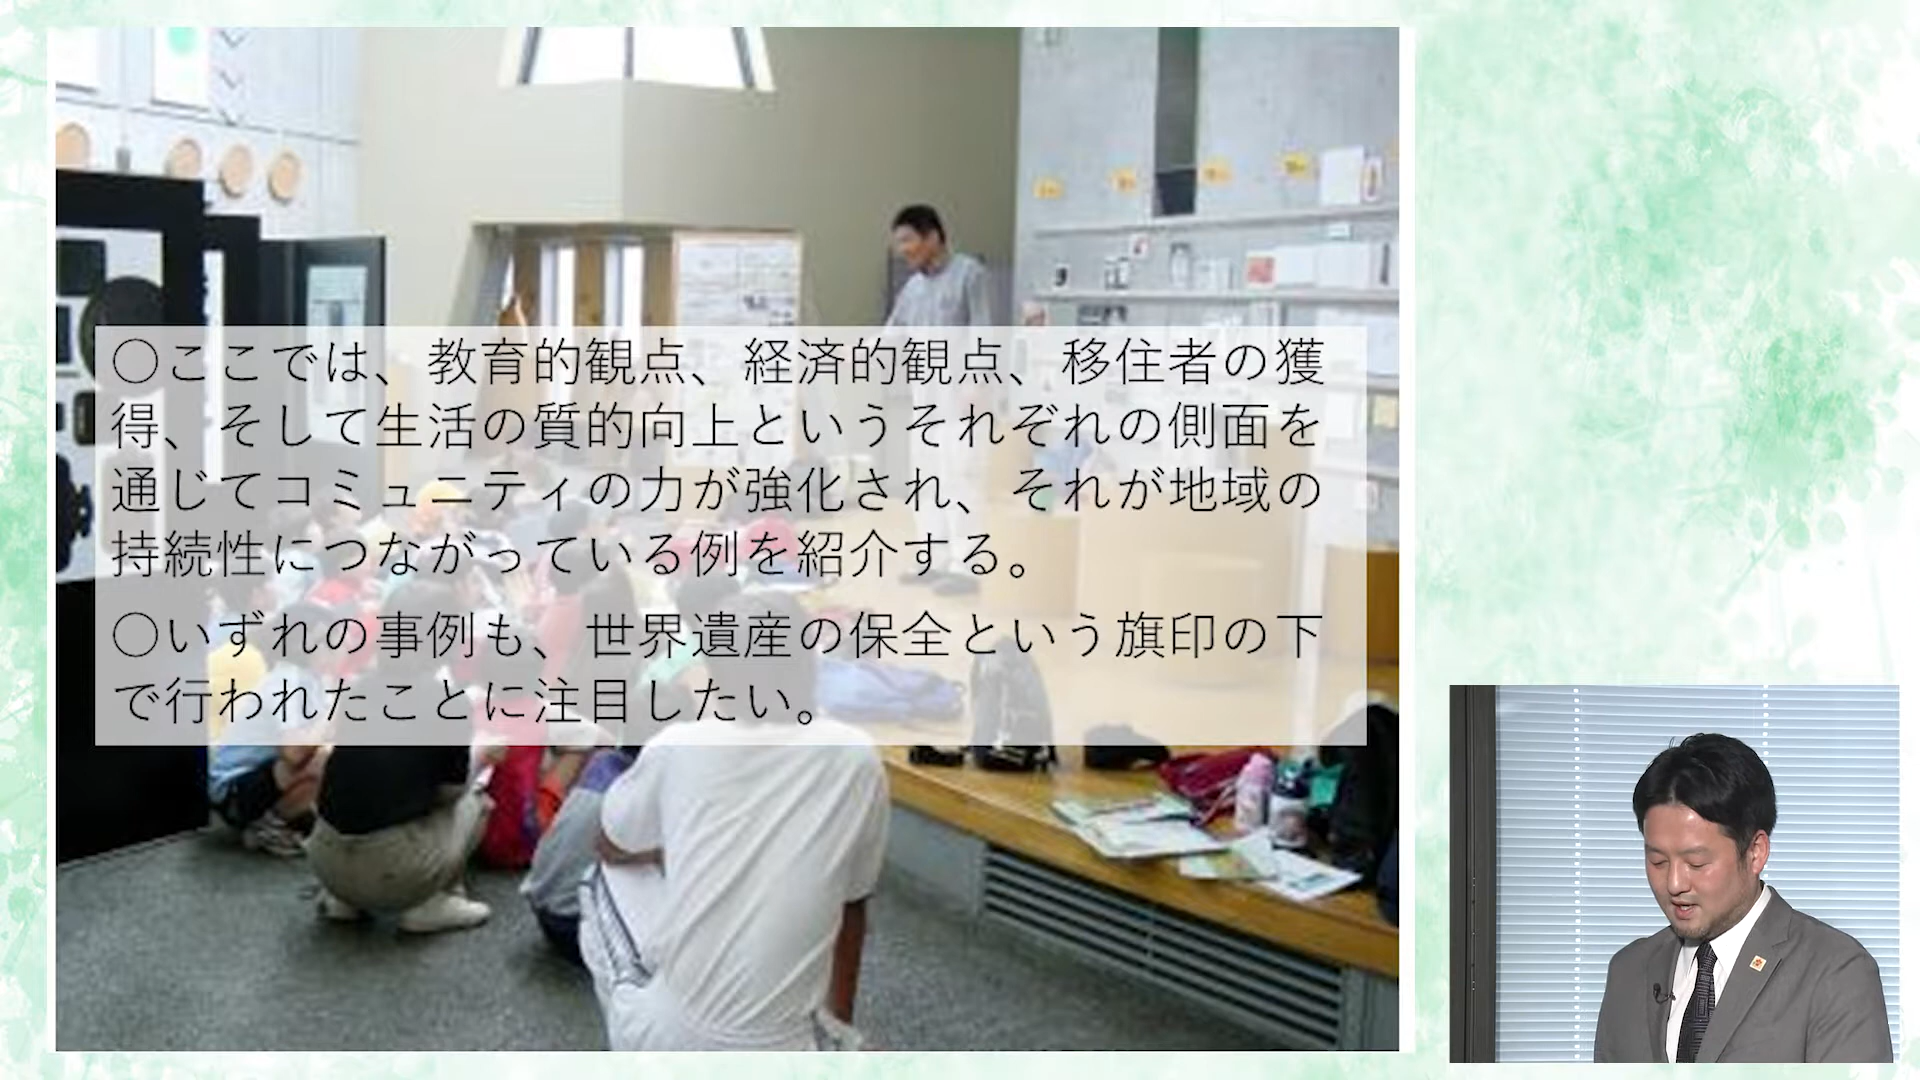 〇ここでは、教育的観点、経済的観点、移住者の獲
得、そして生活の質的向上というそれぞれの側面を
通じてコミュニティの力が強化され、それが地域の
持続性につながっている例を紹介する。
〇いずれの事例も、世界遺産の保全という旗印の下
で行われたことに注目したい。